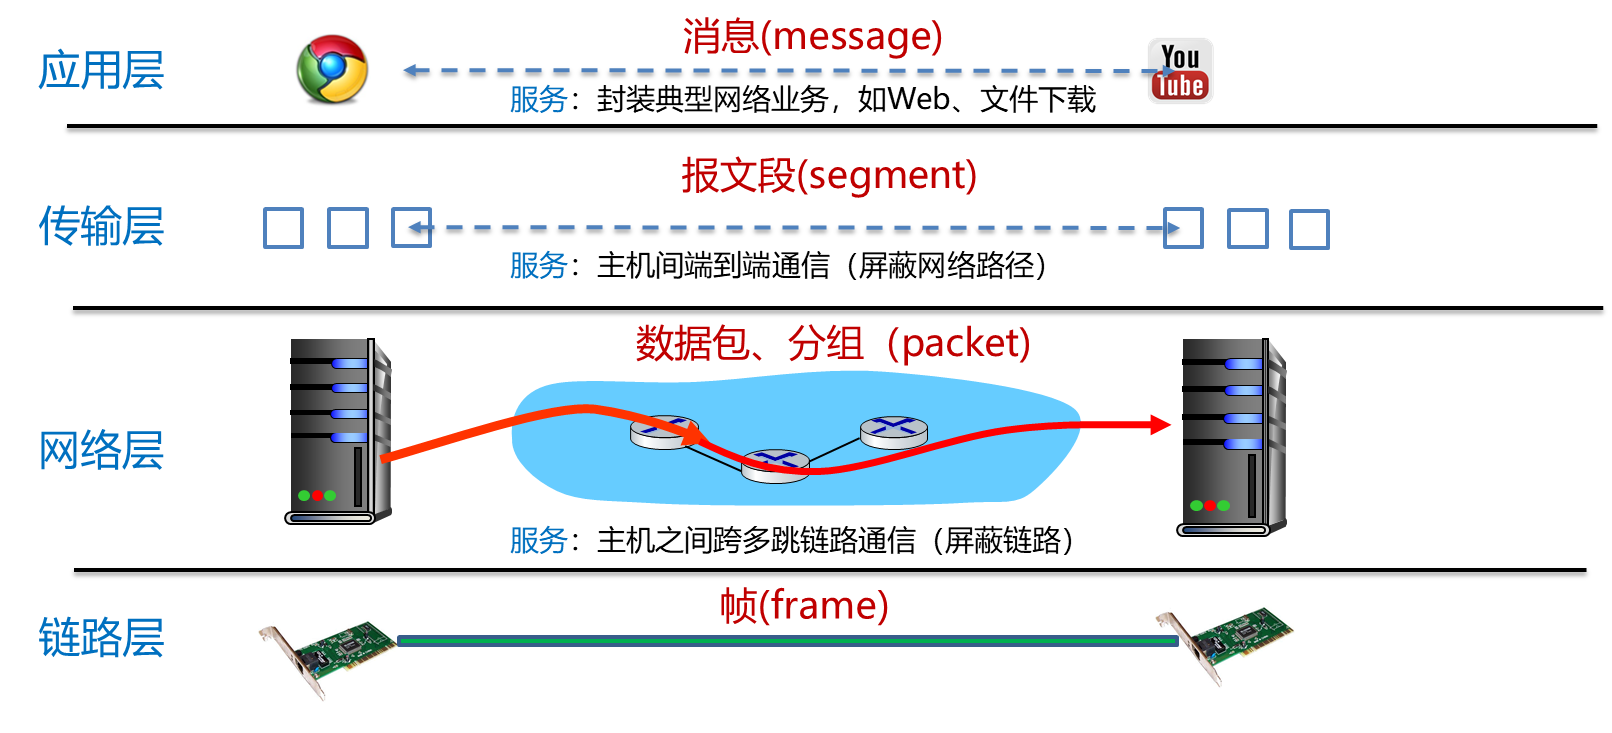 应用层
消息(message)
You
Tube
服务：封装典型网络业务，如Web、文件下载
报文段(segment)
传输层
服务：主机间端到端通信（屏蔽网络路径）
数据包、分组（packet)
网络层
服务：主机之间跨多跳链路通信（屏蔽链路）
帧(frame)
链路层